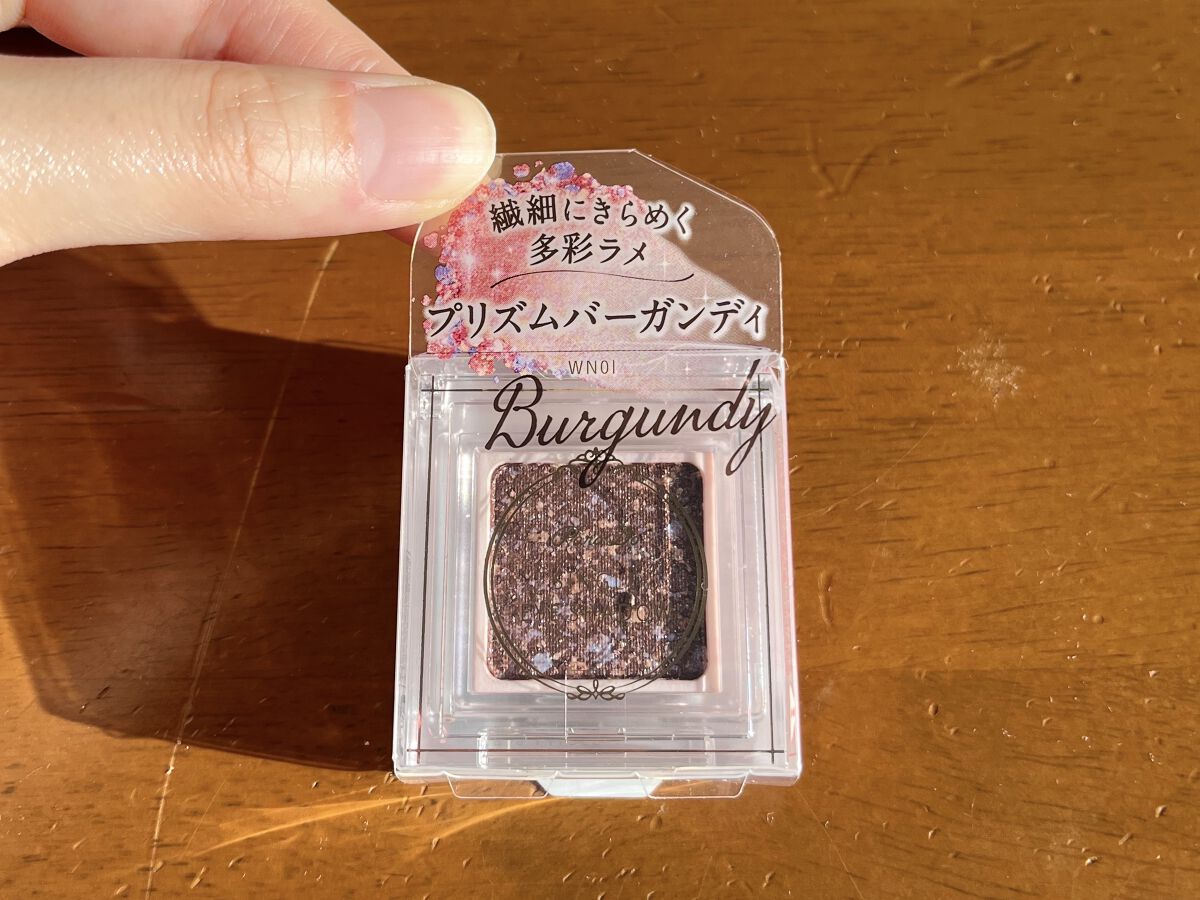 繊細にきらめく
多彩ラメ
プリズムバーガンディ
WN01
Burgundy